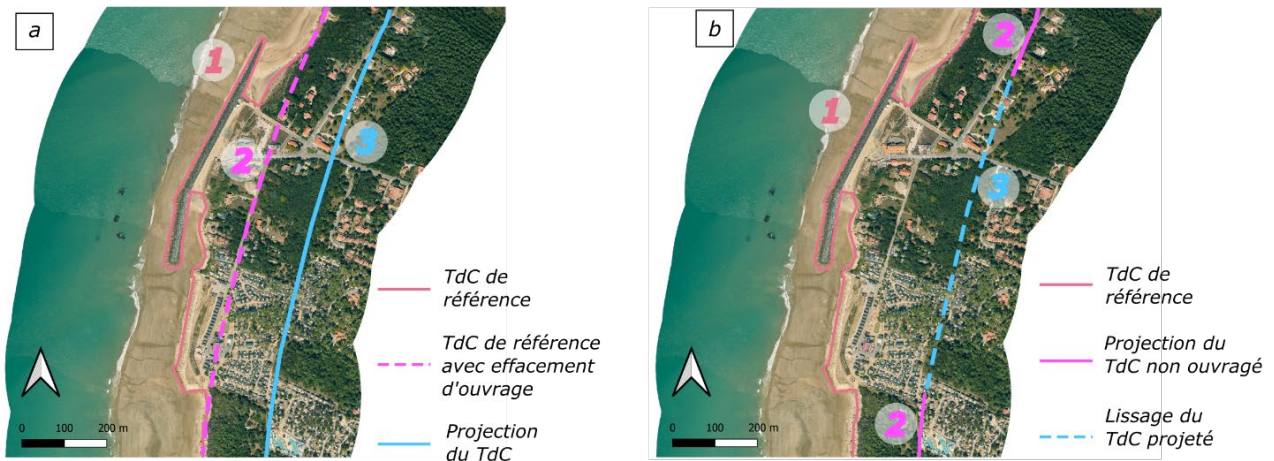 a
1
2
3
TdC de
référence
TdC de référence
avec effacement
d'ouvrage
Projection
du TdC
0 100 200 m
b
2
1
3
2
TdC de
référence
Projection du
TdC non ouvragé
Lissage du
TdC projeté
0 100 200 m